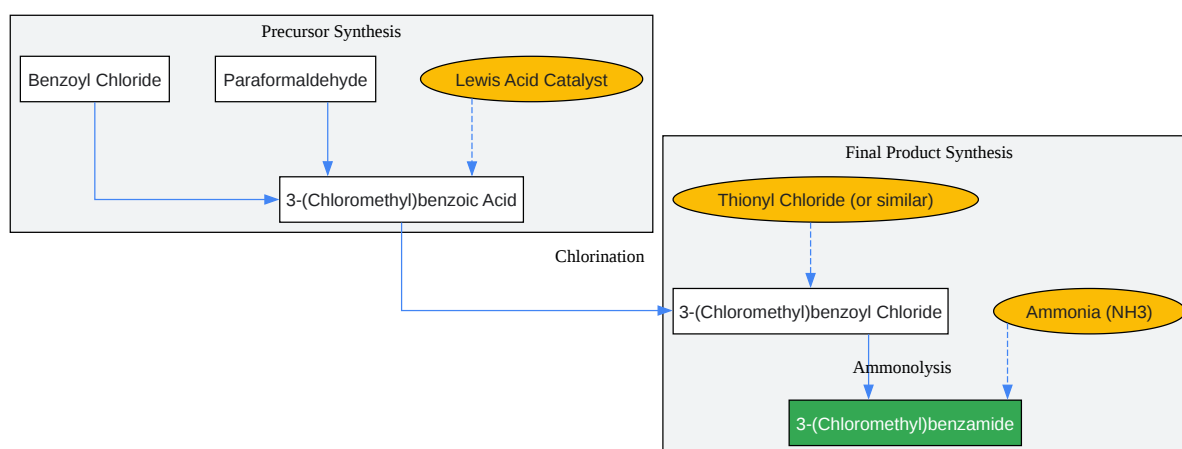 Precursor Synthesis
Benzoyl Chloride
Paraformaldehyde
Lewis Acid Catalyst
3-(Chloromethyl)benzoic Acid
Chlorination
Final Product Synthesis
Thionyl Chloride (or similar)
3-(Chloromethyl)benzoyl Chloride
Ammonia (NH3)
Ammonolysis
3-(Chloromethyl)benzamide